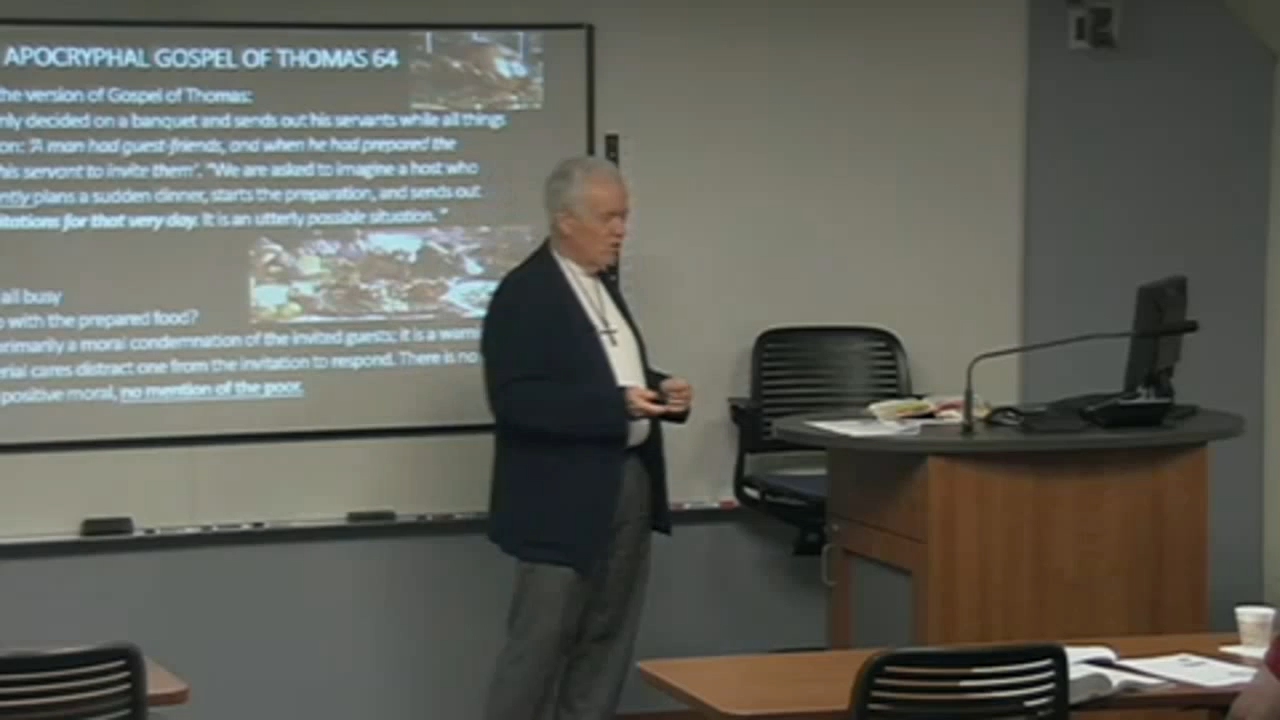 APOCRYPHAL GOSPEL OF THOMAS 64
the version of Gospel of Thomas:
nly decided on a banquet and sends out his servants while all things
on: 'A man had guest-friends, and when he had prepared the
his servant to invite them'. "We are asked to imagine a host who
ntly plans a sudden dinner, starts the preparation, and sends out
itations for that very day. It is an utterly possible situation."
all busy
with the prepared food?
primarily a moral condemnation of the invited guests; it is a warni
erial cares distract one from the invitation to respond. There is no
positive moral, no mention of the poor.